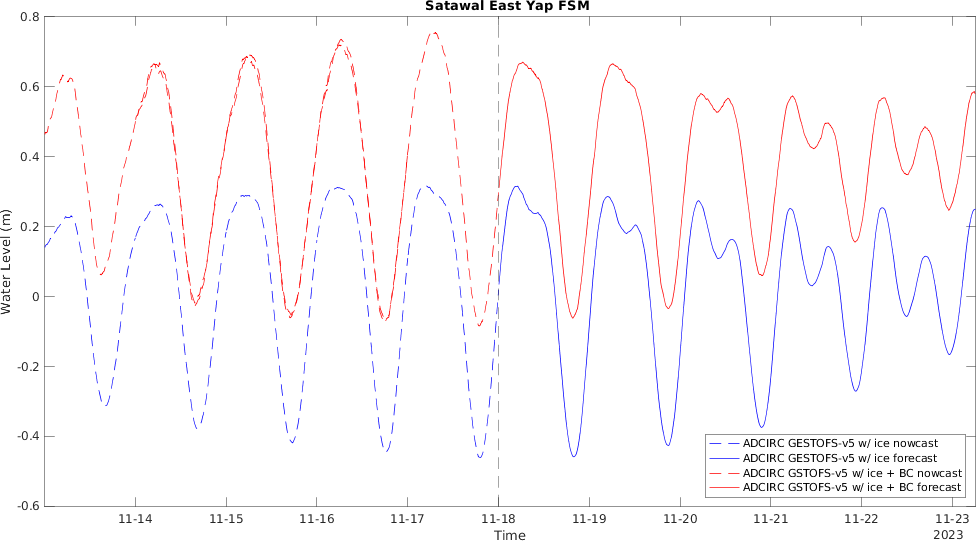 Satawal East Yap FSM
0.8
0.6
0.4
0.2
0
-0.2
-0.4
-0.6
Water Level (m)
ADCIRC GESTOFS-v5 w/ ice nowcast
ADCIRC GESTOFS-v5 w/ ice forecast
ADCIRC GSTOFS-v5 w/ ice + BC nowcast
ADCIRC GSTOFS-v5 w/ ice + BC forecast
11-14 11-15 11-16 11-17 11-18 11-19 11-20 11-21 11-22 11-23
Time 2023